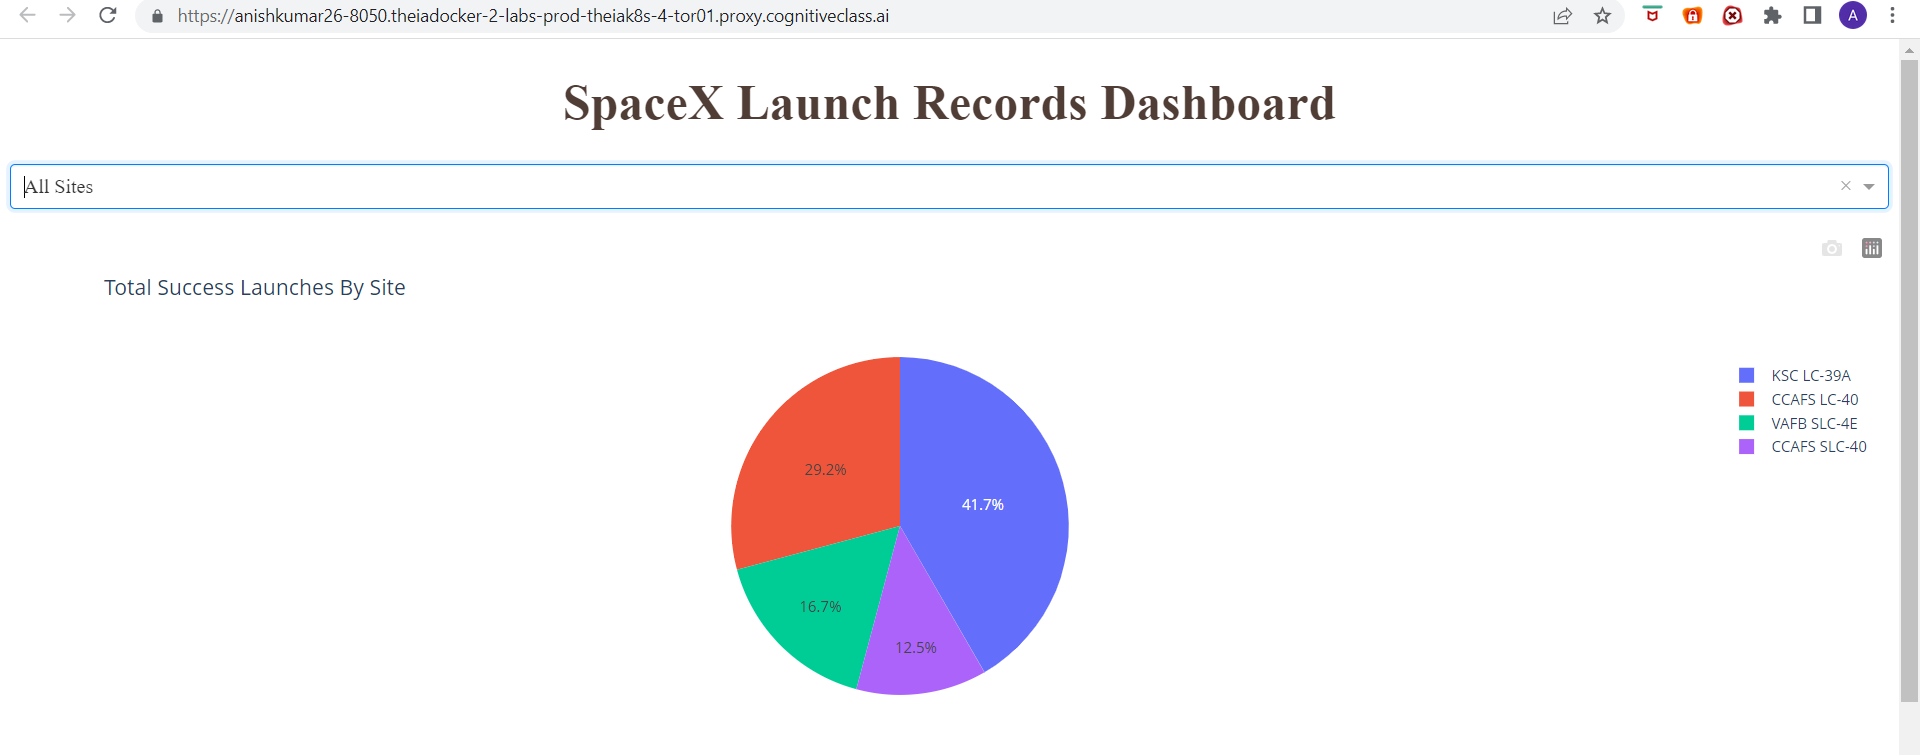 https://anishkumar26-8050.theiadocker-2-labs-prod-theiak8s-4-tor01.proxy.cognitiveclass.ai
A
SpaceX Launch Records Dashboard
All Sites
Total Success Launches By Site
KSC LC-39A
CCAFS LC-40
VAFB SLC-4E
CCAFS SLC-40
29.2%
41.7%
16.7%
12.5%